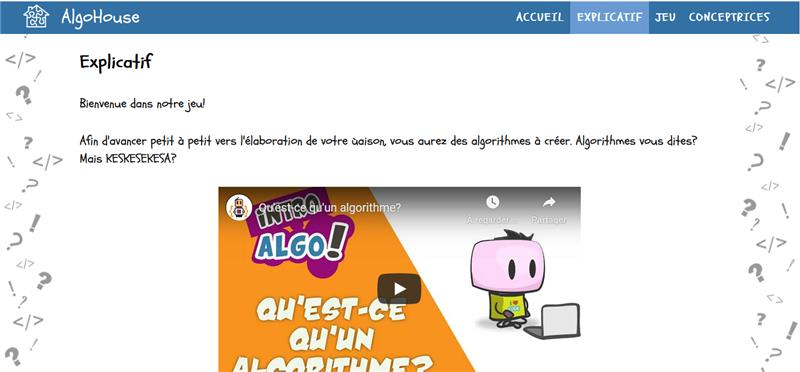 AlgoHouse
ACCUEIL EXPLICATIF JEU CONCEPTRICES
Explicatif
Bienvenue dans notre jeu!
Afin d'avancer petit à petit vers l'élaboration de votre ùaison, vous aurez des algorithmes à créer. Algorithmes vous dites?
Mais KESKESEKESA?
Qu'est-ce qu'un algorithme?
À regarder... Partager
INTRO
ALGO!
QU'EST-CE
QU'UN
ALGORITHME?